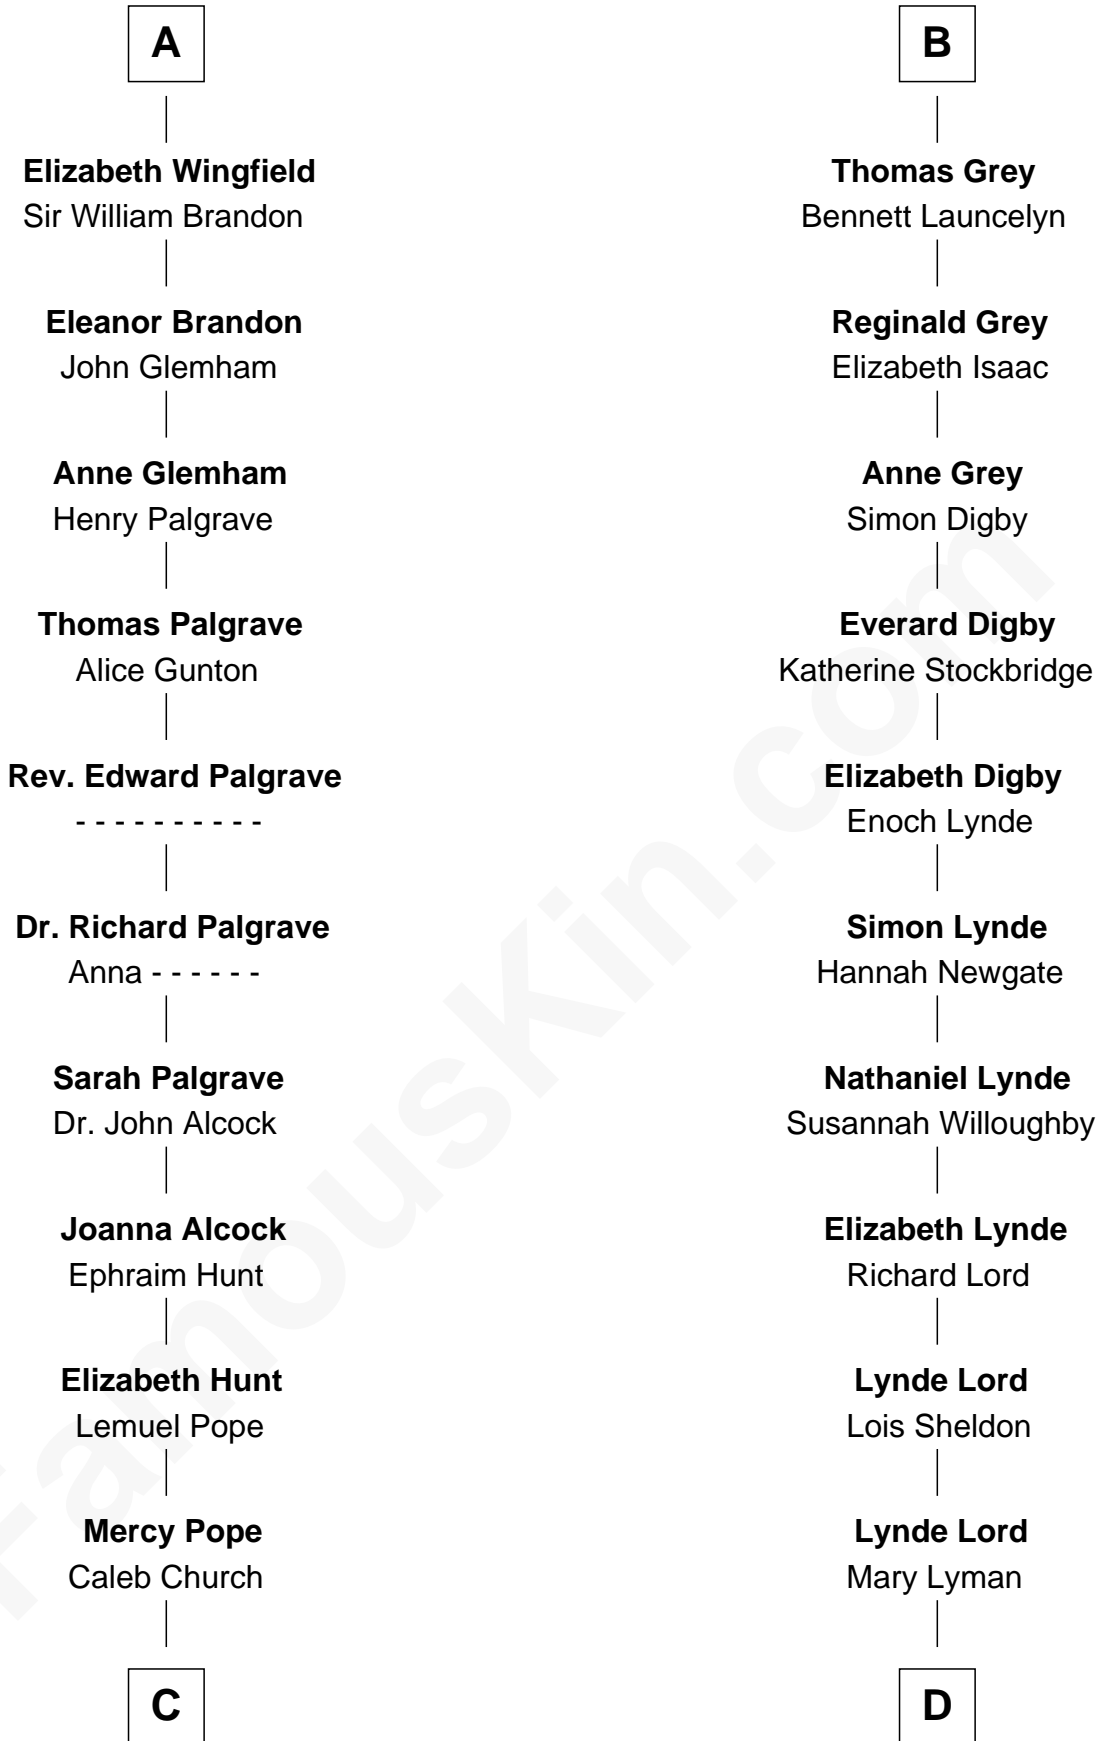 A
Elizabeth Wingfield
Sir William Brandon
Eleanor Brandon
John Glemham
Anne Glemham
Henry Palgrave
Thomas Palgrave
Alice Gunton
Rev. Edward Palgrave
- - - - - - - - - -
Dr. Richard Palgrave
Anna - - - - - -
Sarah Palgrave
Dr. John Alcock
Joanna Alcock
Ephraim Hunt
Elizabeth Hunt
Lemuel Pope
Mercy Pope
Caleb Church
C
B
Thomas Grey
Bennett Launcelyn
Reginald Grey
Elizabeth Isaac
Anne Grey
Simon Digby
Everard Digby
Katherine Stockbridge
Elizabeth Digby
Enoch Lynde
Simon Lynde
Hannah Newgate
Nathaniel Lynde
Susannah Willoughby
Elizabeth Lynde
Richard Lord
Lynde Lord
Lois Sheldon
Lynde Lord
Mary Lyman
D
FamousKin.com